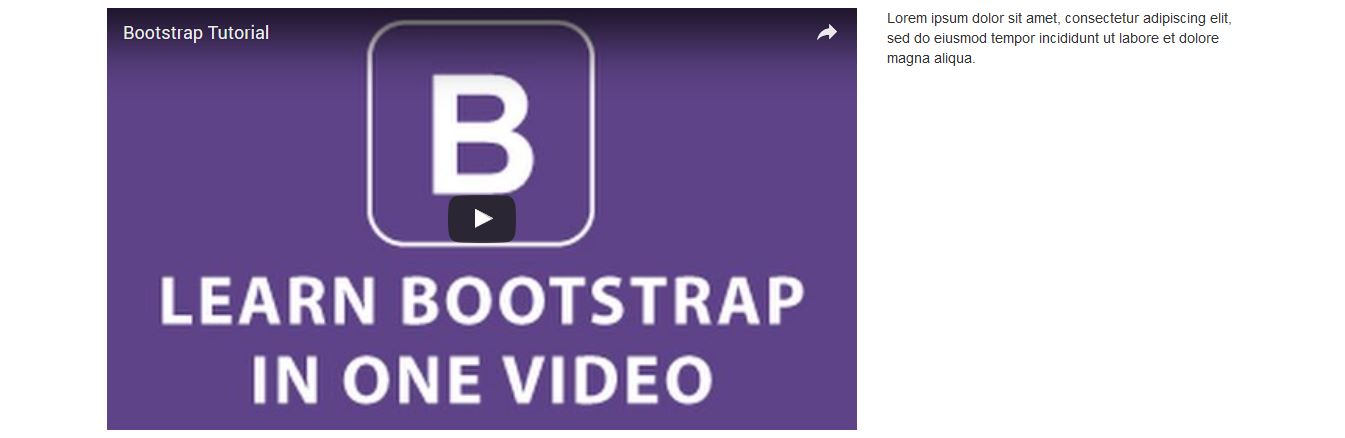 Bootstrap Tutorial
B
LEARN BOOTSTRAP
IN ONE VIDEO
Lorem ipsum dolor sit amet, consectetur adipiscing elit,
sed do eiusmod tempor incididunt ut labore et dolore
magna aliqua.